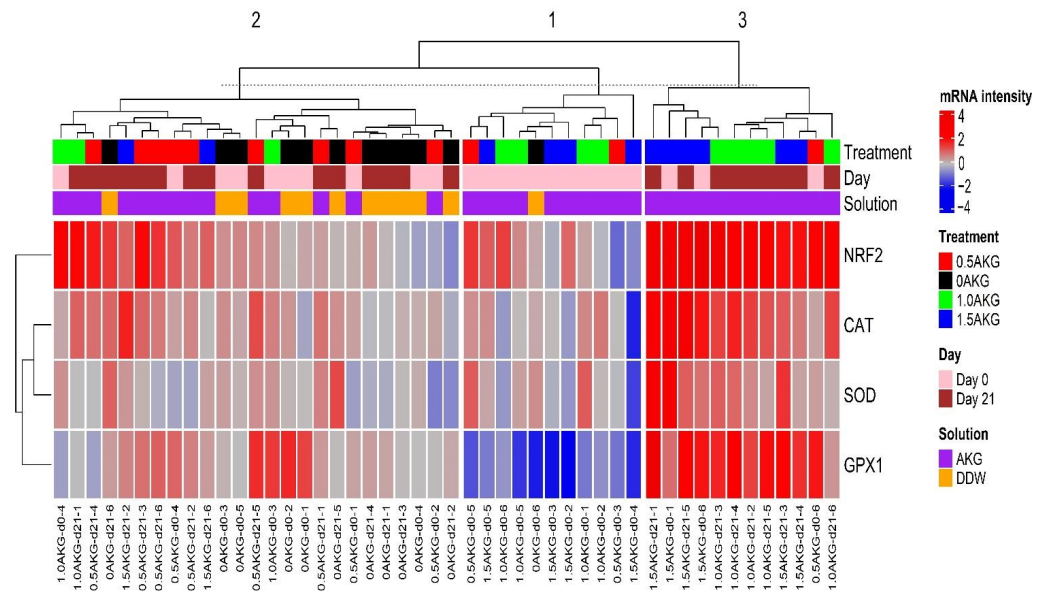 2
1
3
Treatment
Day
Solution
NRF2
CAT
SOD
GPX1
1.0AKG-d0-4
1.0AKG-d21-1
0.5AKG-d21-4
0AKG-d21-6
1.5AKG-d21-2
0.5AKG-d21-3
0.5AKG-d21-6
0.5AKG-d0-4
0.5AKG-d21-2
1.5AKG-d21-6
0AKG-d0-3
0AKG-d0-5
0.5AKG-d21-5
1.0AKG-d0-3
0AKG-d0-2
0AKG-d0-1
0.5AKG-d21-1
0AKG-d21-5
0.5AKG-d0-1
0AKG-d21-4
0AKG-d21-1
0AKG-d21-3
0AKG-d0-4
0.5AKG-d0-2
0AKG-d21-2
0.5AKG-d0-5
1.5AKG-d0-5
1.0AKG-d0-6
1.0AKG-d0-5
0AKG-d0-6
1.5AKG-d0-3
1.5AKG-d0-2
1.0AKG-d0-1
1.0AKG-d0-2
0.5AKG-d0-3
1.5AKG-d0-4
1.5AKG-d21-1
1.5AKG-d0-1
1.5AKG-d21-5
1.5AKG-d0-6
1.0AKG-d21-3
1.0AKG-d21-4
1.0AKG-d21-2
1.0AKG-d21-5
1.5AKG-d21-3
1.5AKG-d21-4
0.5AKG-d0-6
1.0AKG-d21-6
mRNA intensity
4
2
0
−2
−4
Treatment
0.5AKG
0AKG
1.0AKG
1.5AKG
Day
Day 0
Day 21
Solution
AKG
DDW